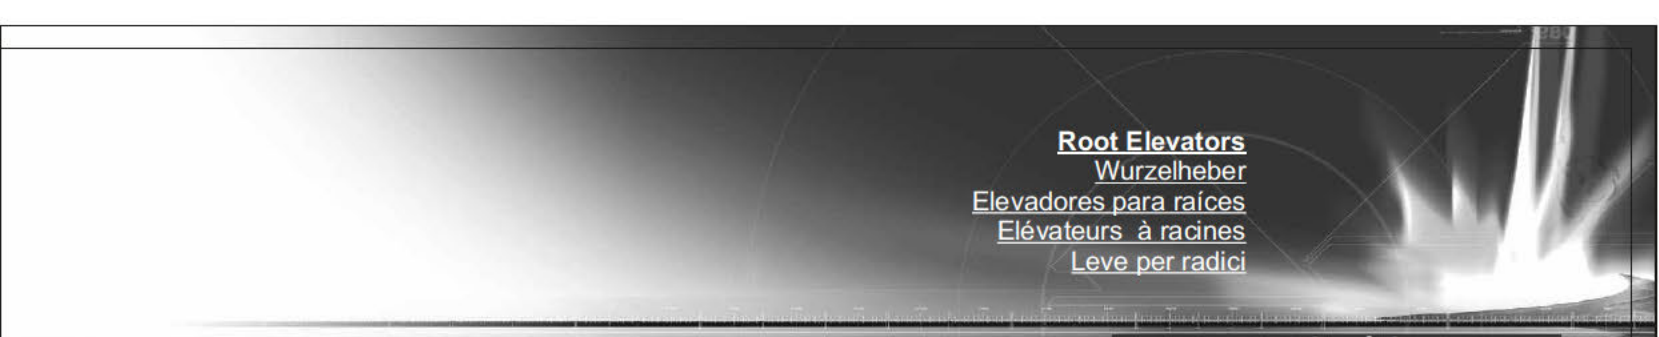 Root Elevators
Wurzelheber
Elevadores para raíces
Elévateurs à racines
Leve per radici